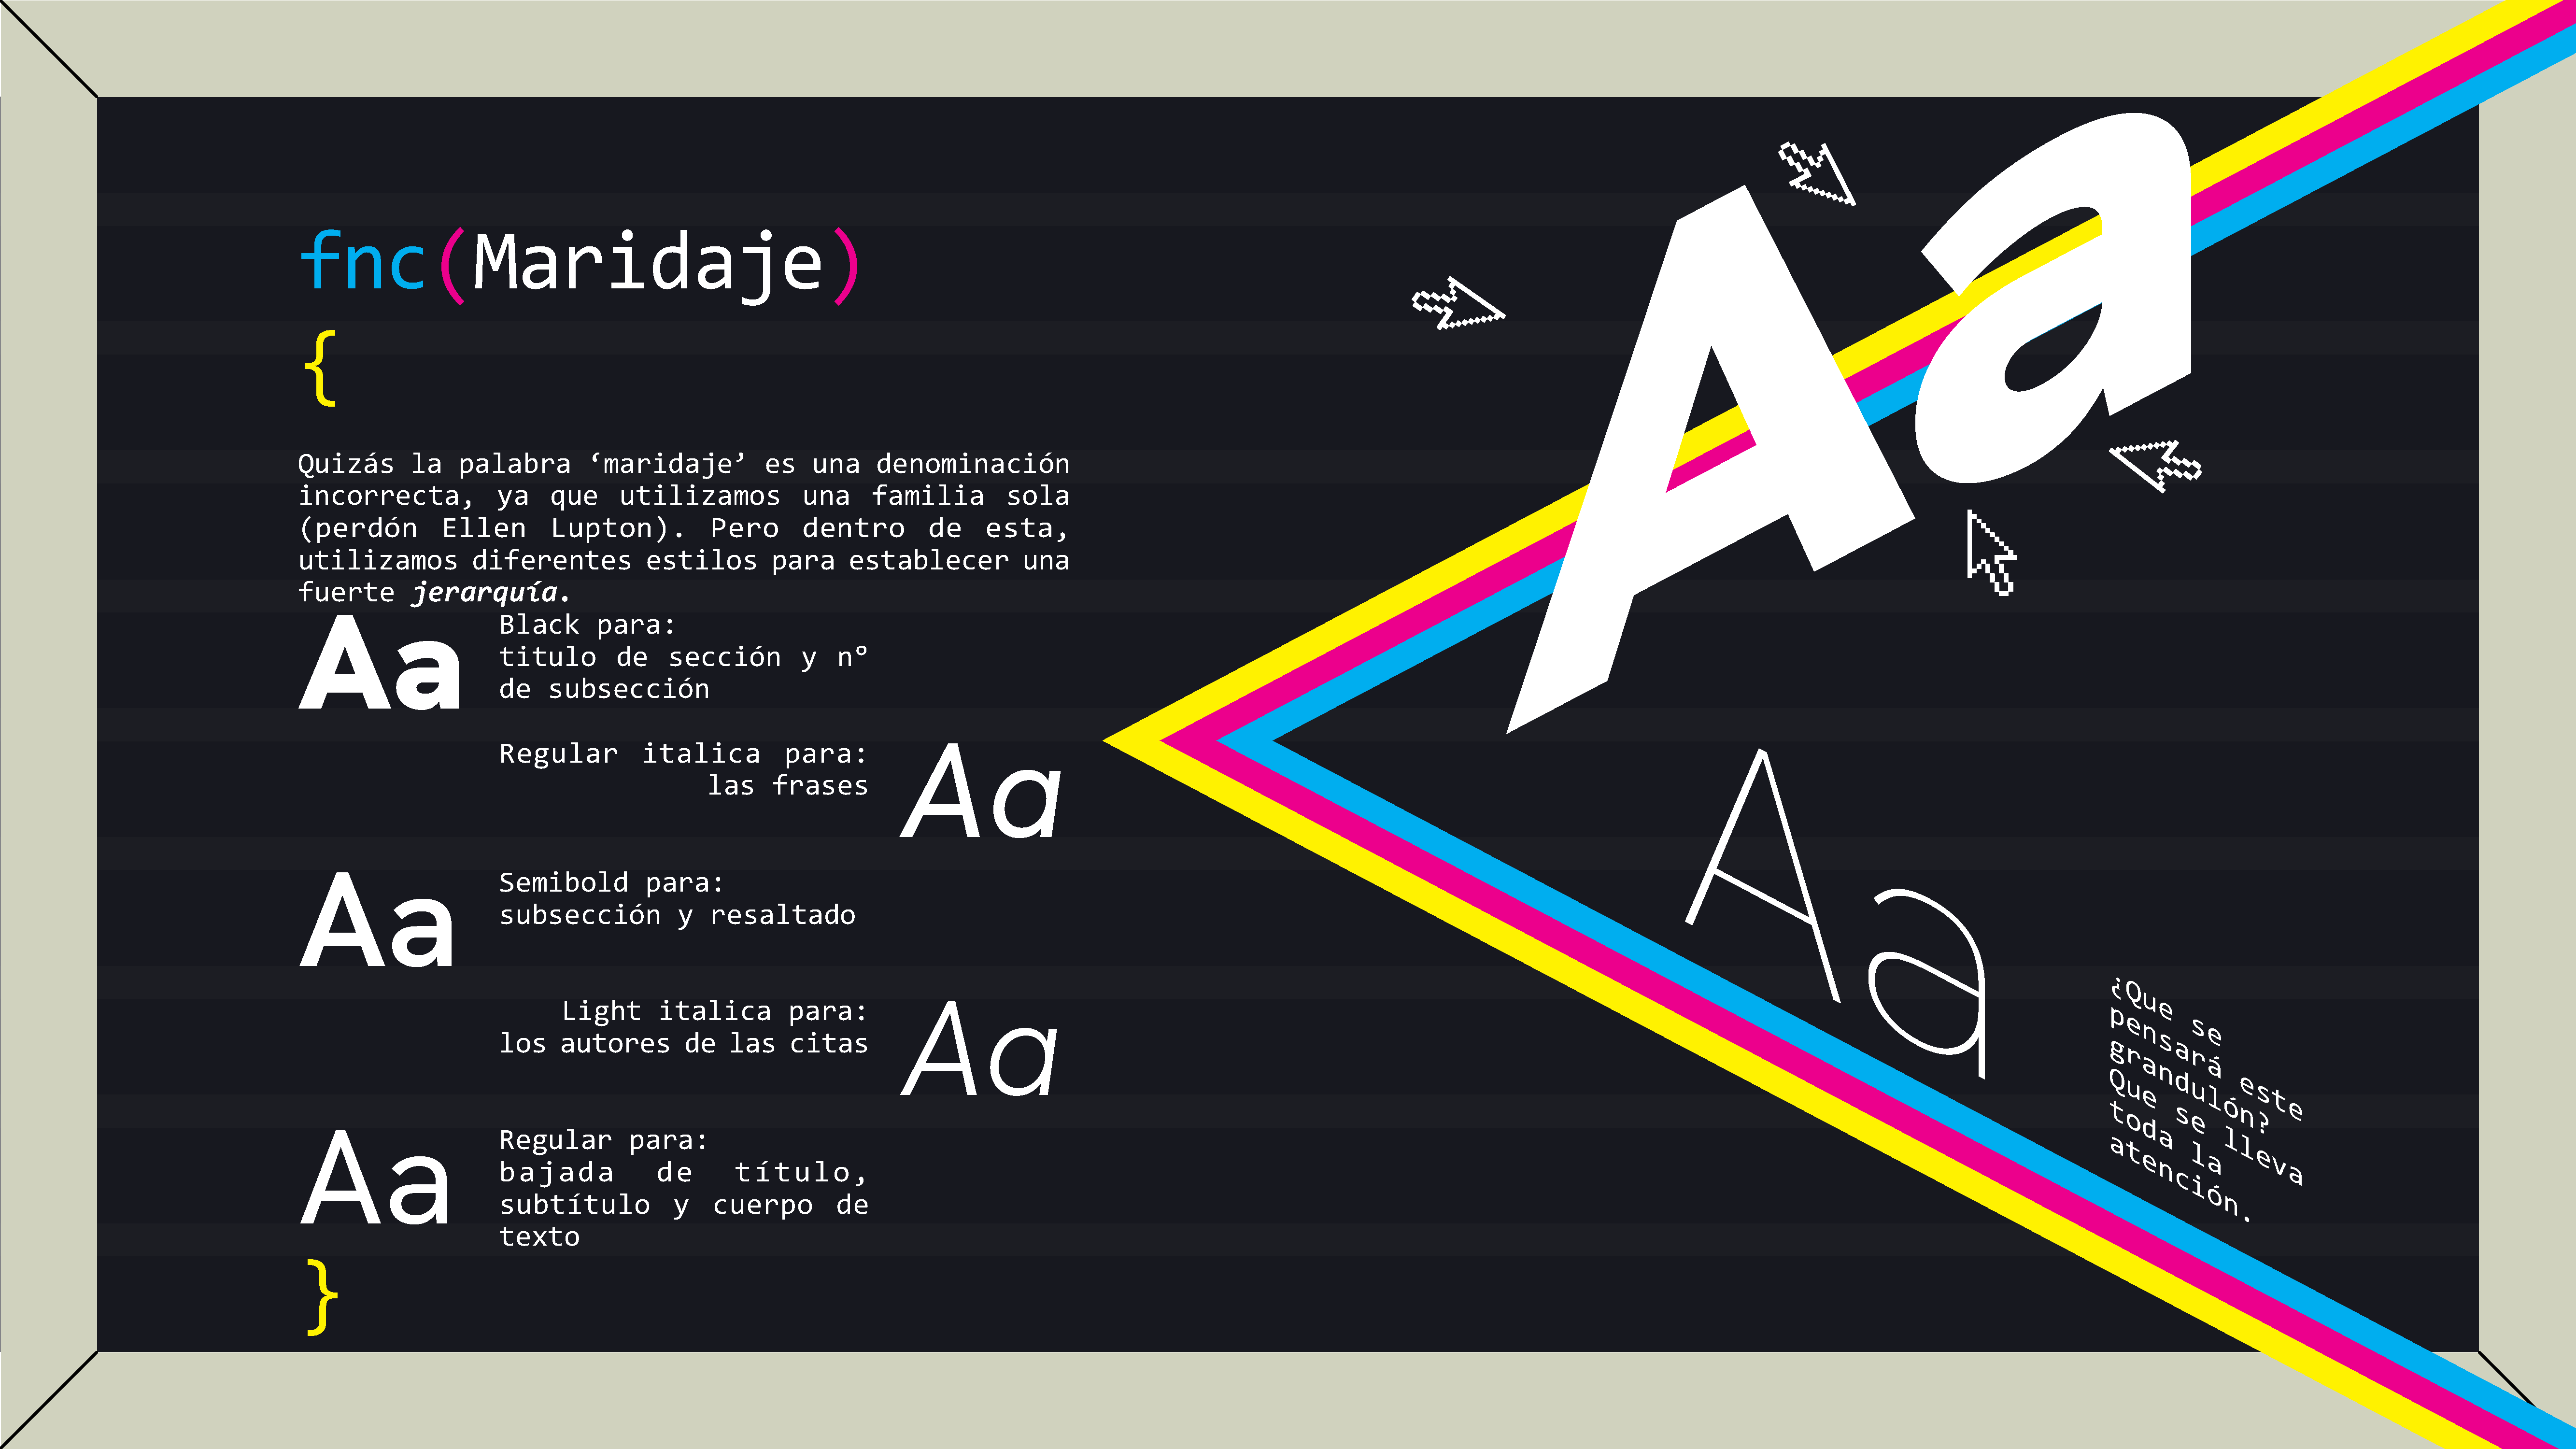 fnc(Maridaje)
{
Quizás la palabra ‘maridaje’ es una denominación
incorrecta, ya que utilizamos una familia sola
(perdón Ellen Lupton). Pero dentro de esta,
utilizamos diferentes estilos para establecer una
fuerte jerarquía.
Aa
Black para:
titulo de sección y n°
de subsección
Regular italica para:
las frases
Aa
Aa
Semibold para:
subsección y resaltado
Light italica para:
los autores de las citas
Aa
Aa
Regular para:
bajada de título,
subtítulo y cuerpo de
texto
}
Aa
Aa
¿Que se
pensará este
grandulón?
Que se lleva
toda la
atención.